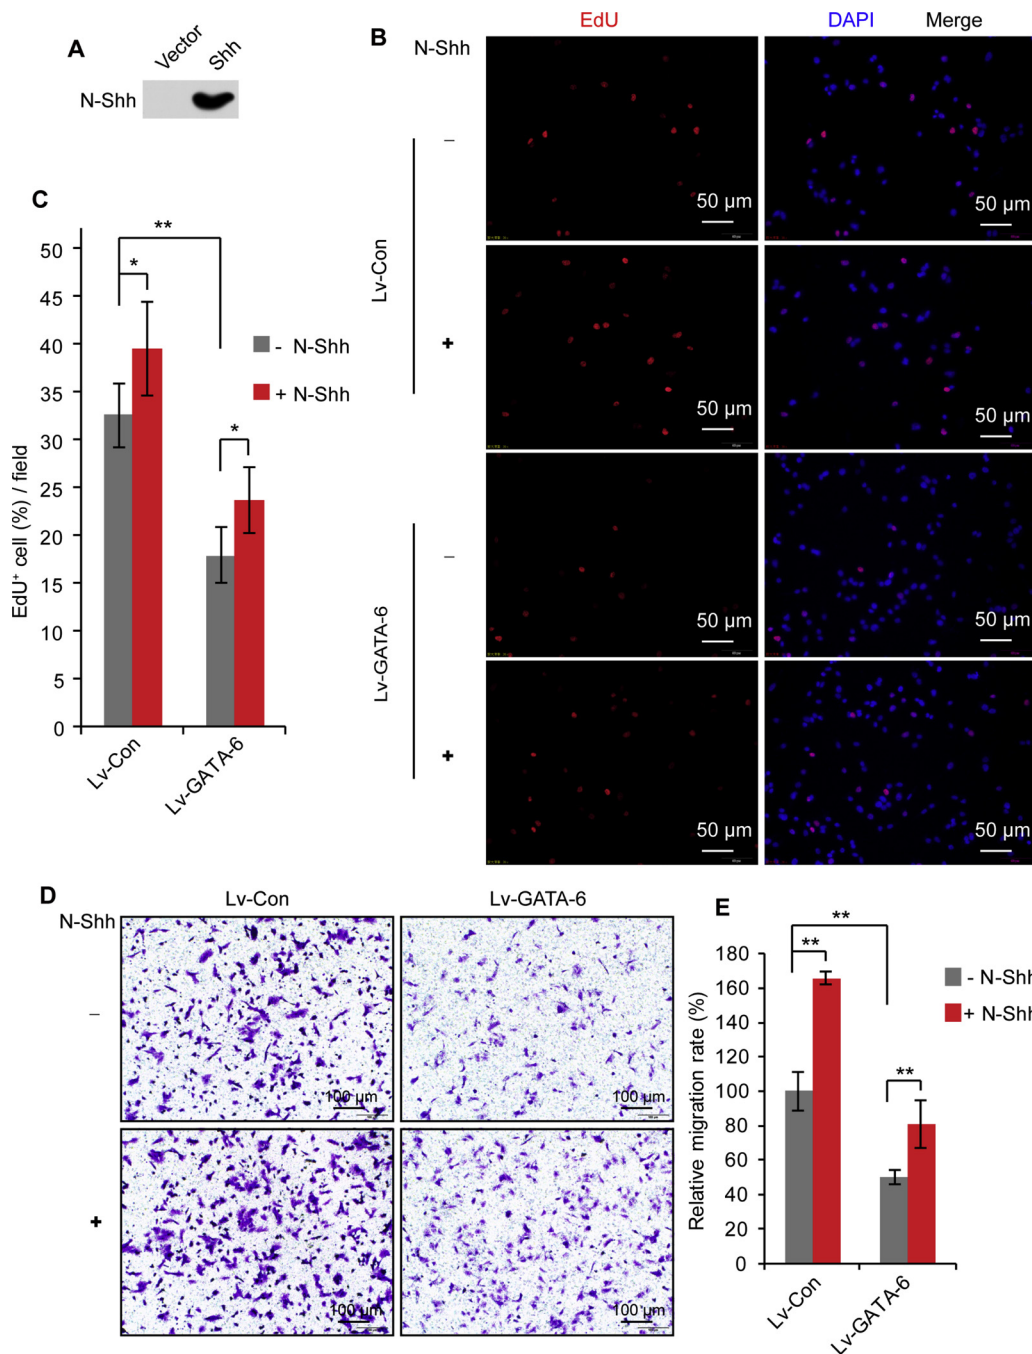 A
Vector
Shh
N-Shh
B
N-Shh
EdU
DAPI
Merge
Lv-Con
–
+
Lv-GATA-6
–
+
50 µm
50 µm
50 µm
50 µm
50 µm
50 µm
50 µm
50 µm
C
**
*
*
50
45
40
35
30
25
20
15
10
5
0
EdU+ cell (%) / field
- N-Shh
+ N-Shh
Lv-Con
Lv-GATA-6
D
N-Shh
Lv-Con
Lv-GATA-6
–
+
100 µm
100 µm
100 µm
100 µm
E
**
**
**
180
160
140
120
100
80
60
40
20
0
Relative migration rate (%)
- N-Shh
+ N-Shh
Lv-Con
Lv-GATA-6